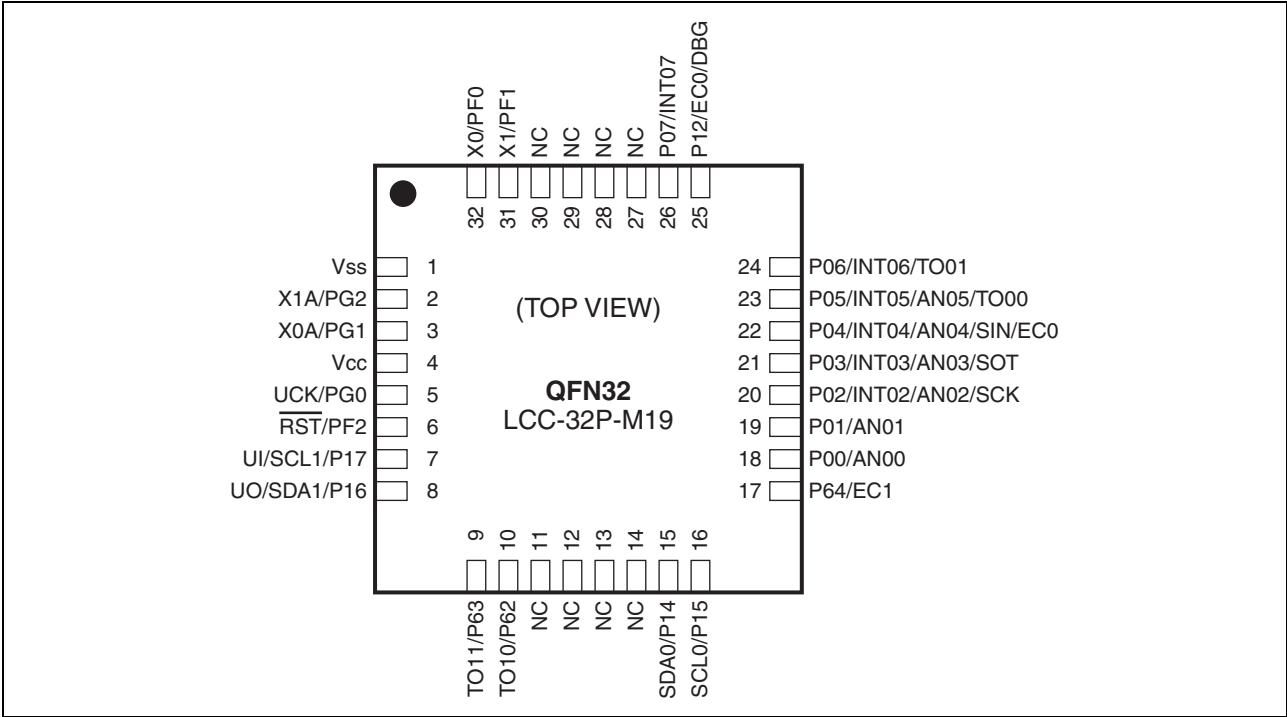 X0/PF0
X1/PF1
NC
NC
NC
NC
P07/INT07
P12/EC0/DBG
32
31
30
29
28
27
26
25
Vss 1
X1A/PG2 2
X0A/PG1 3
Vcc 4
UCK/PG0 5
RST/PF2 6
UI/SCL1/P17 7
UO/SDA1/P16 8
(TOP VIEW)
QFN32
LCC-32P-M19
24 P06/INT06/TO01
23 P05/INT05/AN05/TO00
22 P04/INT04/AN04/SIN/EC0
21 P03/INT03/AN03/SOT
20 P02/INT02/AN02/SCK
19 P01/AN01
18 P00/AN00
17 P64/EC1
9
10
11
12
13
14
15
16
TO11/P63
TO10/P62
NC
NC
NC
NC
SDA0/P14
SCL0/P15